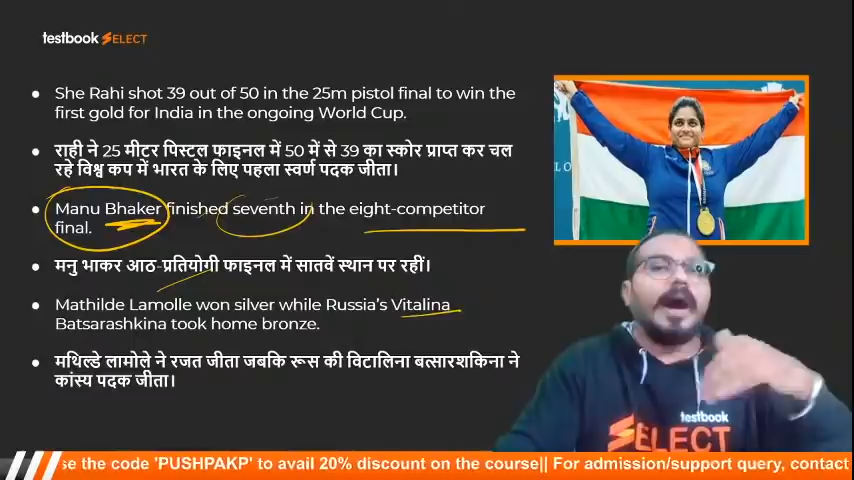 testbook SELECT
She Rahi shot 39 out of 50 in the 25m pistol final to win the
first gold for India in the ongoing World Cup.
राही ने 25 मीटर पिस्टल फाइनल में 50 में से 39 का स्कोर प्राप्त कर चल
रहे विश्व कप में भारत के लिए पहला स्वर्ण पदक जीता।
Manu Bhaker finished seventh in the eight-competitor
final.
मनु भाकर आठ-प्रतियोगी फाइनल में सातवें स्थान पर रहीं।
Mathilde Lamolle won silver while Russia's Vitalina
Batsarashkina took home bronze.
मथिल्डे लामोले ने रजत जीता जबकि रूस की विटालिना बत्सारशकिना ने
कांस्य पदक जीता।
testbook
SELECT
se the code 'PUSHPAKP' to avail 20% discount on the course|| For admission/support query, contact